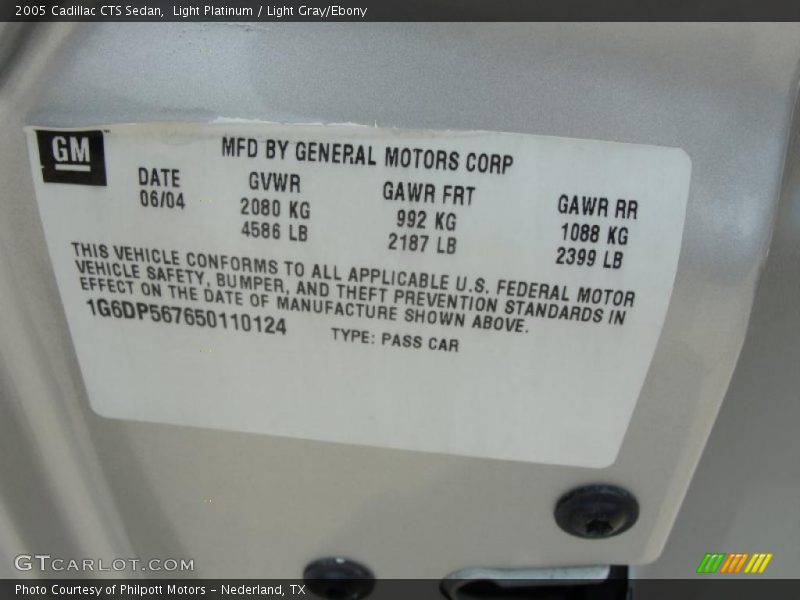 2005 Cadillac CTS Sedan, Light Platinum / Light Gray/Ebony
GM
MFD BY GENERAL MOTORS CORP
DATE GVWR GAWR FRT GAWR RR
06/04 2080 KG 992 KG 1088 KG
4586 LB 2187 LB 2399 LB
THIS VEHICLE CONFORMS TO ALL APPLICABLE U.S. FEDERAL MOTOR
VEHICLE SAFETY, BUMPER, AND THEFT PREVENTION STANDARDS IN
EFFECT ON THE DATE OF MANUFACTURE SHOWN ABOVE.
1G6DP567650110124 TYPE: PASS CAR
GTCARLOT.COM
Photo Courtesy of Philpott Motors - Nederland, TX